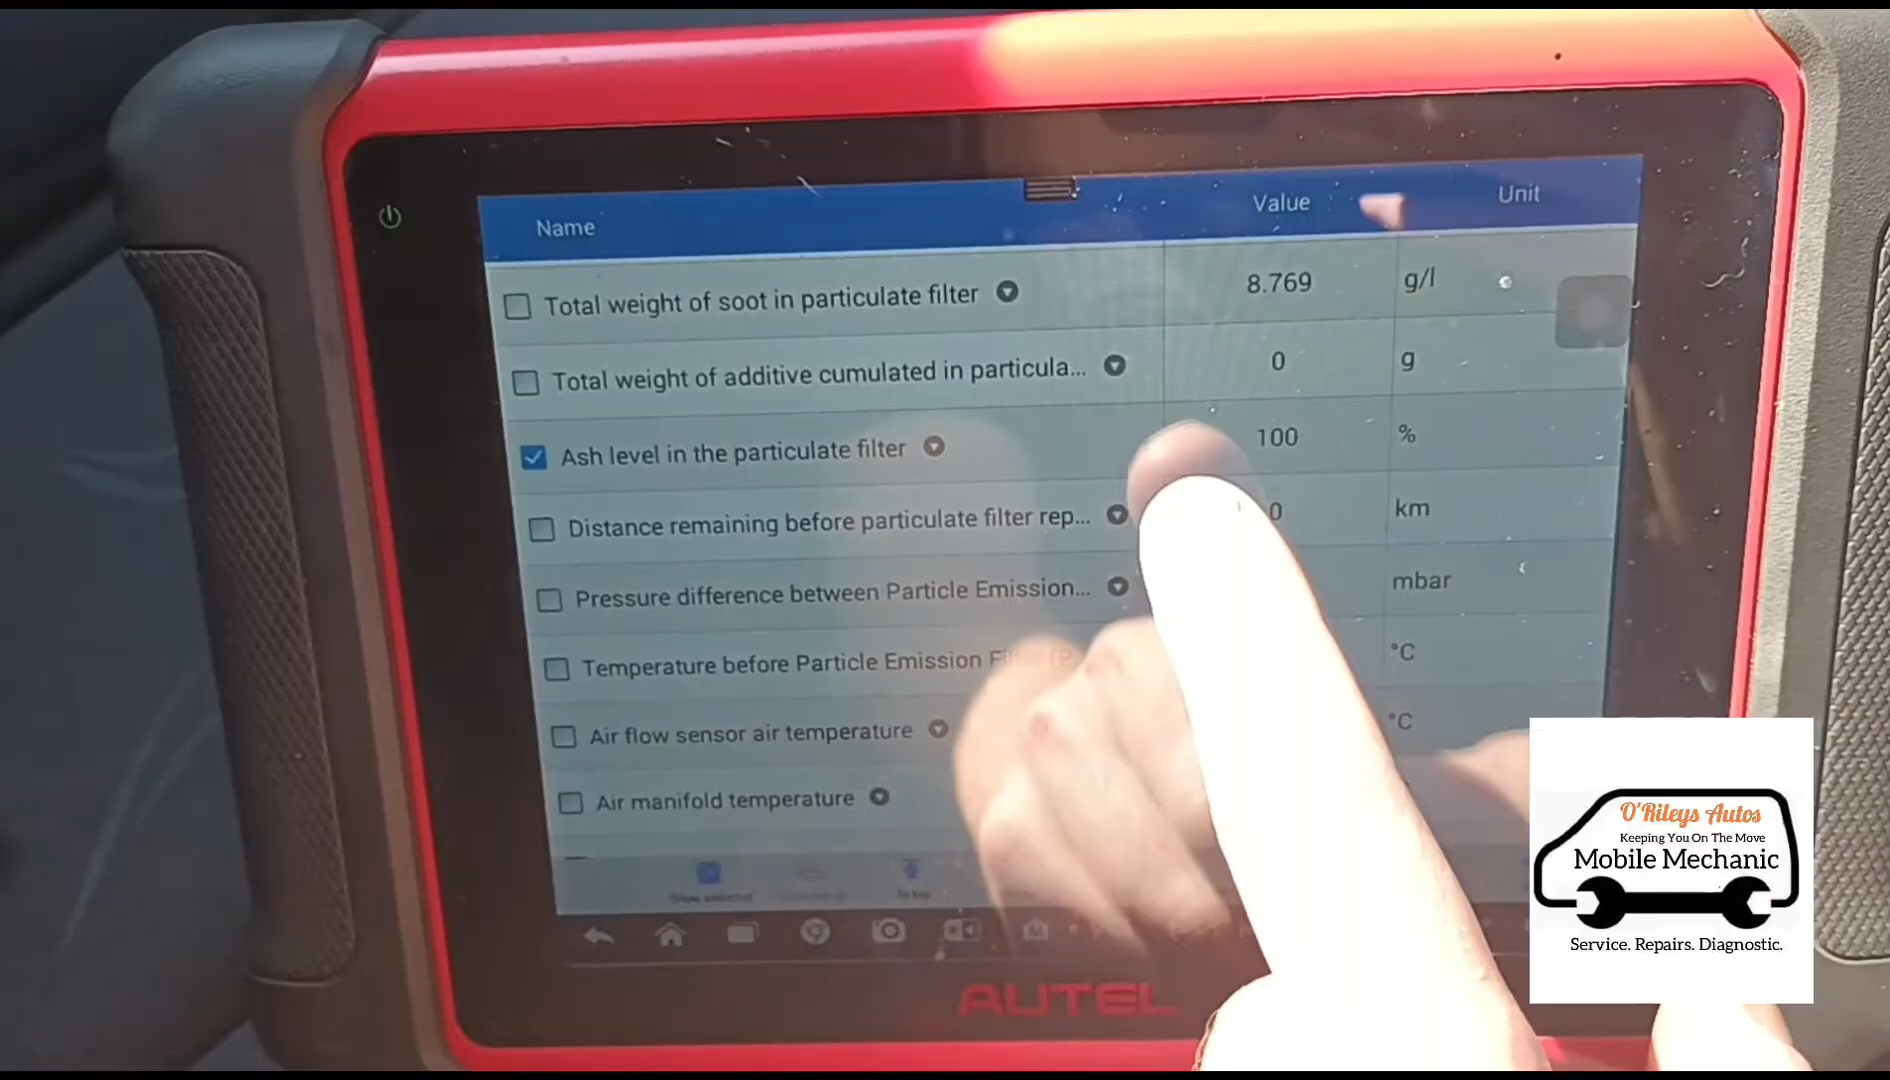 Name Value Unit
Total weight of soot in particulate filter 8.769 g/l
Total weight of additive cumulated in particula... 0 g
Ash level in the particulate filter 100 %
Distance remaining before particulate filter rep... 0 km
Pressure difference between Particle Emission... mbar
Temperature before Particle Emission °C
Air flow sensor air temperature °C
Air manifold temperature
To top
AUTEL
O'Rileys Autos
Keeping You On The Move
Mobile Mechanic
Service. Repairs. Diagnostic.